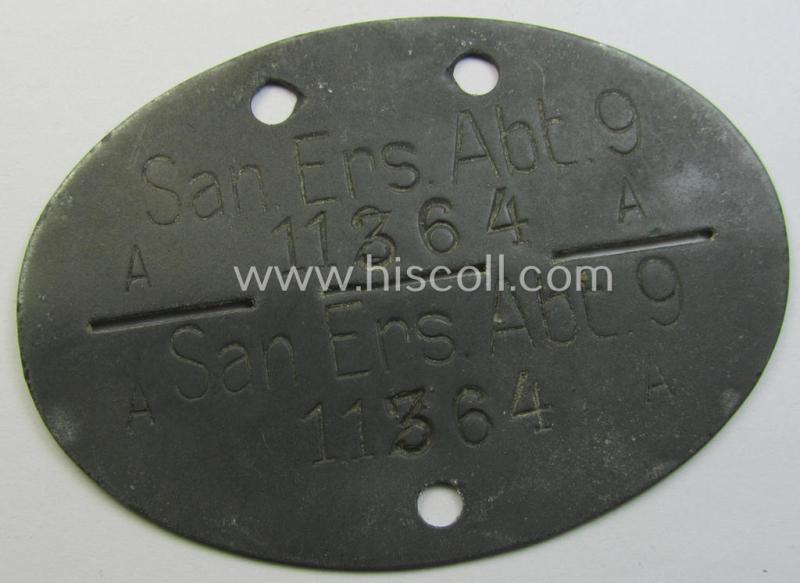 San. Ers. Abt. 9
A 11364 A
www.hiscoll.com
San Ers. Abt. 9
A 11364 A